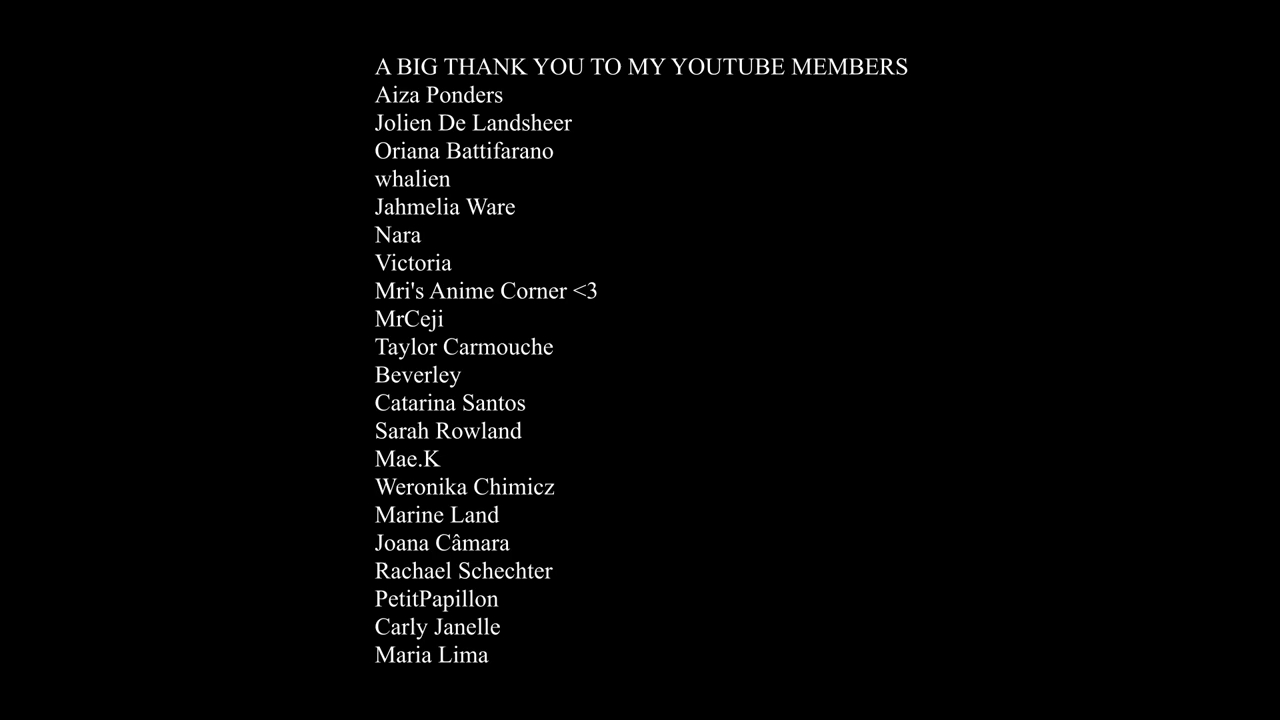 A BIG THANK YOU TO MY YOUTUBE MEMBERS
Aiza Ponders
Jolien De Landsheer
Oriana Battifarano
whalien
Jahmelia Ware
Nara
Victoria
Mri's Anime Corner <3
MrCeji
Taylor Carmouche
Beverley
Catarina Santos
Sarah Rowland
Mae.K
Weronika Chimicz
Marine Land
Joana Câmara
Rachael Schechter
PetitPapillon
Carly Janelle
Maria Lima